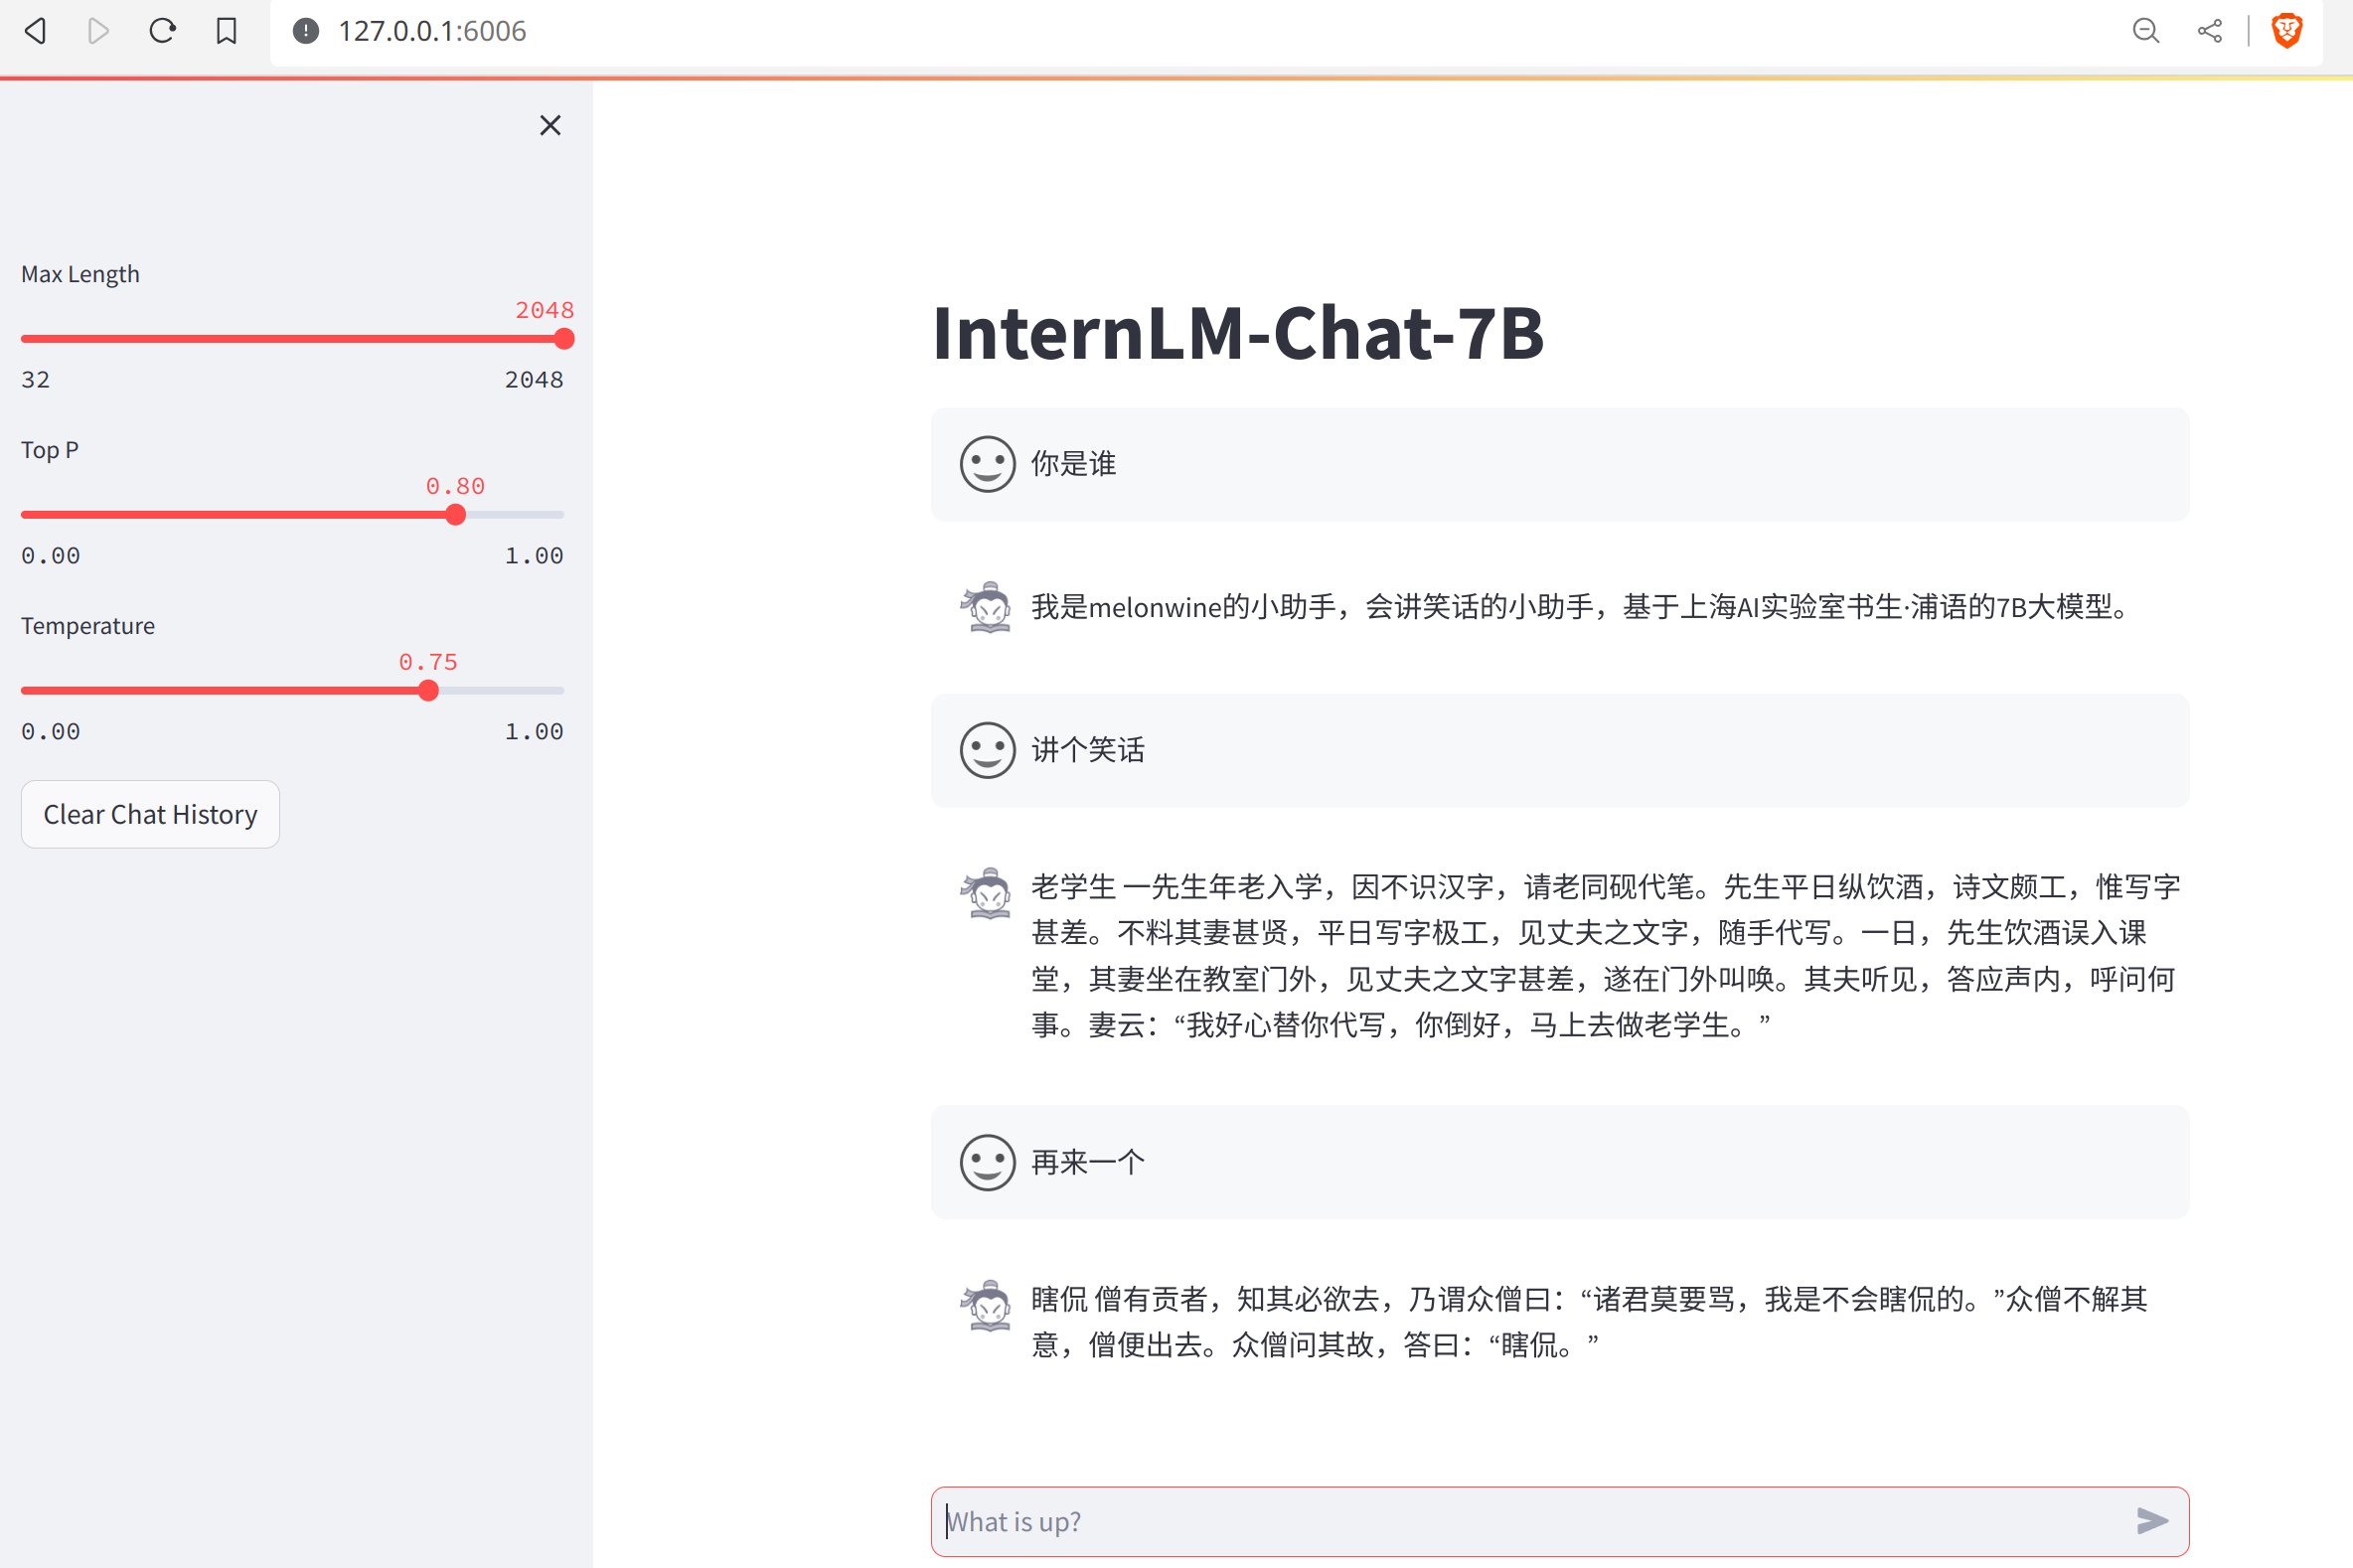 127.0.0.1:6006
Max Length
2048
32 2048
Top P
0.80
0.00 1.00
Temperature
0.75
0.00 1.00
Clear Chat History
InternLM-Chat-7B
你是谁
我是melonwine的小助手，会讲笑话的小助手，基于上海AI实验室书生·浦语的7B大模型。
讲个笑话
老学生 一先生年老入学，因不识汉字，请老同砚代笔。先生平日纵饮酒，诗文颇工，惟写字
甚差。不料其妻甚贤，平日写字极工，见丈夫之文字，随手代写。一日，先生饮酒误入课
堂，其妻坐在教室门外，见丈夫之文字甚差，遂在门外叫唤。其夫听见，答应声内，呼问何
事。妻云：“我好心替你代写，你倒好，马上去做老学生。”
再来一个
瞎侃 僧有贡者，知其必欲去，乃谓众僧曰：“诸君莫要骂，我是不会瞎侃的。”众僧不解其
意，僧便出去。众僧问其故，答曰：“瞎侃。”
What is up?